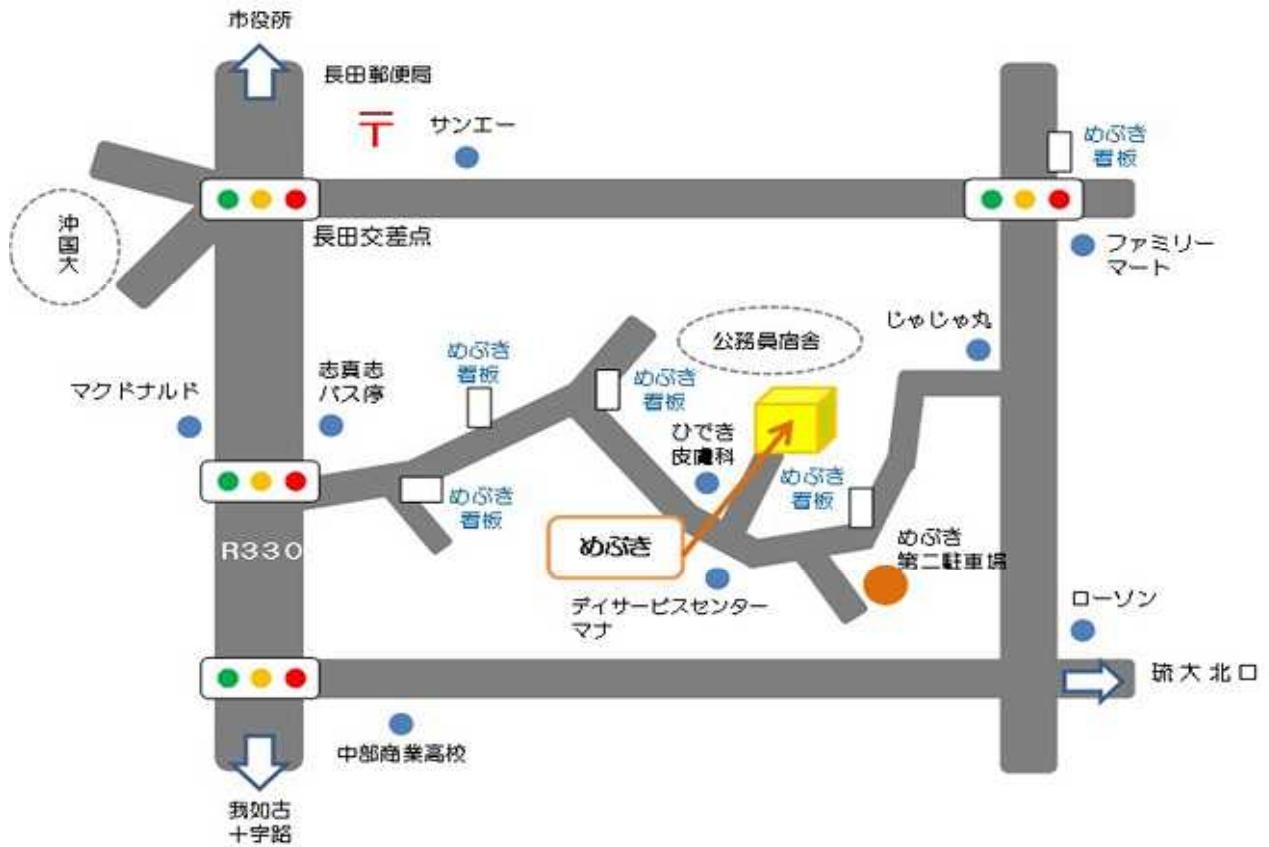 市役所
長田郵便局
サンエー
めぶき
看板
沖
国
大
長田交差点
ファミリー
マート
公務員宿舎
じゃじゃ丸
めぶき
看板
志真志
バス停
マクドナルド
めぶき
看板
ひでき
皮膚科
めぶき
看板
めぶき
看板
めぶき
R330
めぶき
第二駐車場
デイサービスセンター
マナ
ローソン
琉大北口
中部商業高校
我如古
十字路